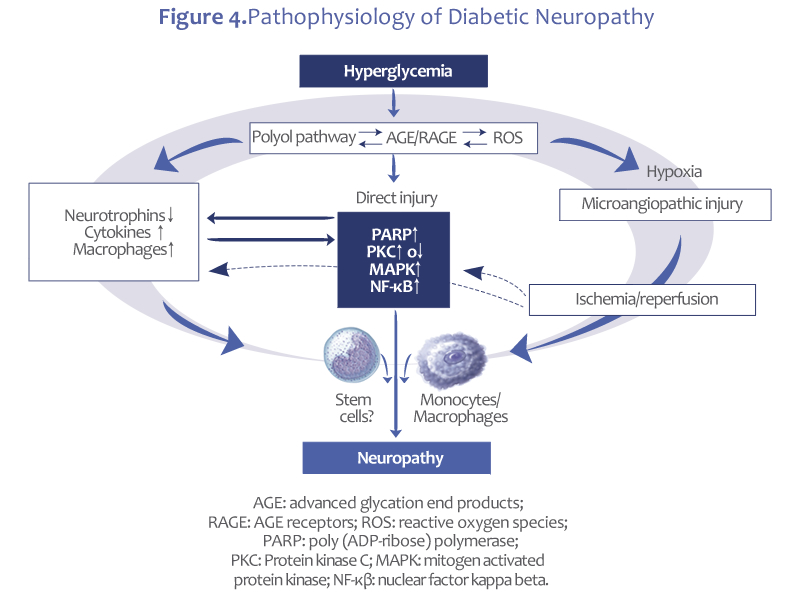 Figure 4.Pathophysiology of Diabetic Neuropathy
Hyperglycemia
Polyol pathway AGE/RAGE ROS
Hypoxia
Microangiopathic injury
Direct injury
Neurotrophins↓
Cytokines ↑
Macrophages↑
PARP↑
PKC↑ o↓
MAPK↑
NF-κB↑
Ischemia/reperfusion
Stem
cells?
Monocytes/
Macrophages
Neuropathy
AGE: advanced glycation end products;
RAGE: AGE receptors; ROS: reactive oxygen species;
PARP: poly (ADP-ribose) polymerase;
PKC: Protein kinase C; MAPK: mitogen activated
protein kinase; NF-κβ: nuclear factor kappa beta.